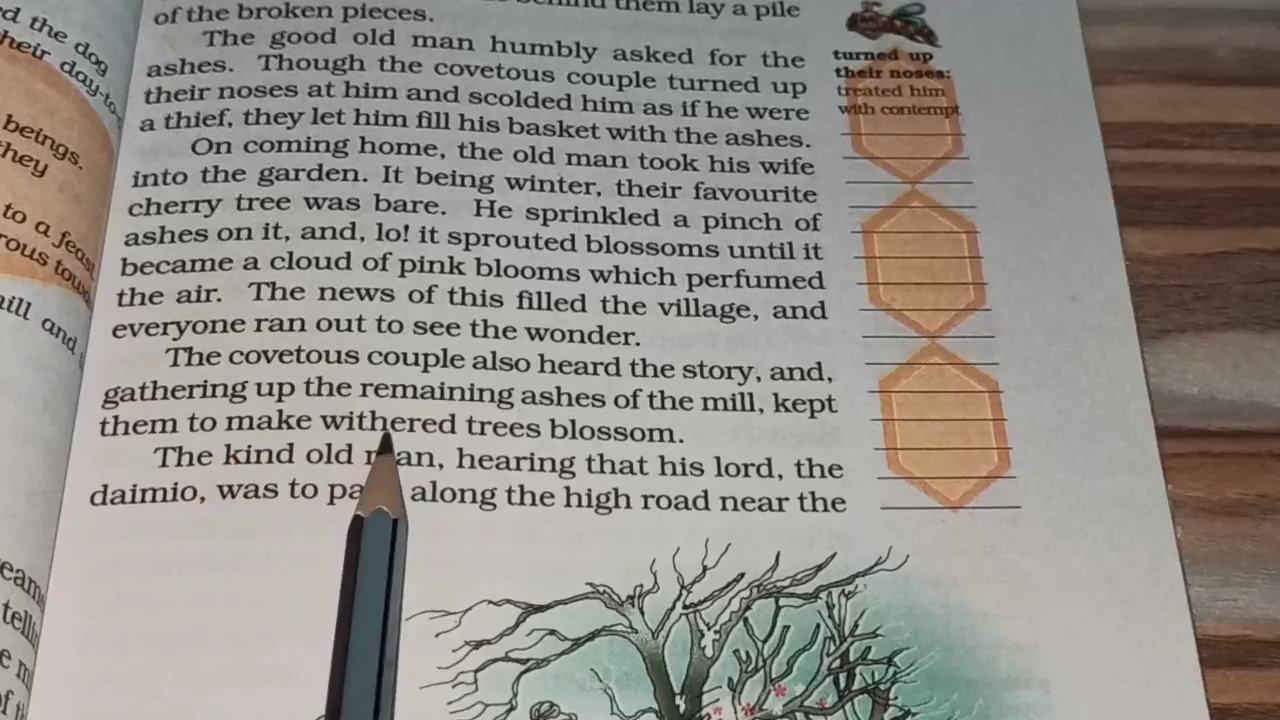 d the dog
heir day-to-
beings.
they
to a feast
rous
ill and
eam
telli
e m
of th
them lay a pile
of the broken pieces.
The good old man humbly asked for the
ashes. Though the covetous couple turned up
their noses at him and scolded him as if he were
a thief, they let him fill his basket with the ashes.
On coming home, the old man took his wife
into the garden. It being winter, their favourite
cherry tree was bare. He sprinkled a pinch of
ashes on it, and, lo! it sprouted blossoms until it
became a cloud of pink blooms which perfumed
the air. The news of this filled the village, and
everyone ran out to see the wonder.
The covetous couple also heard the story, and,
gathering up the remaining ashes of the mill, kept
them to make withered trees blossom.
The kind old man, hearing that his lord, the
daimio, was to pa along the high road near the
turned up
their noses:
treated him
with contempt